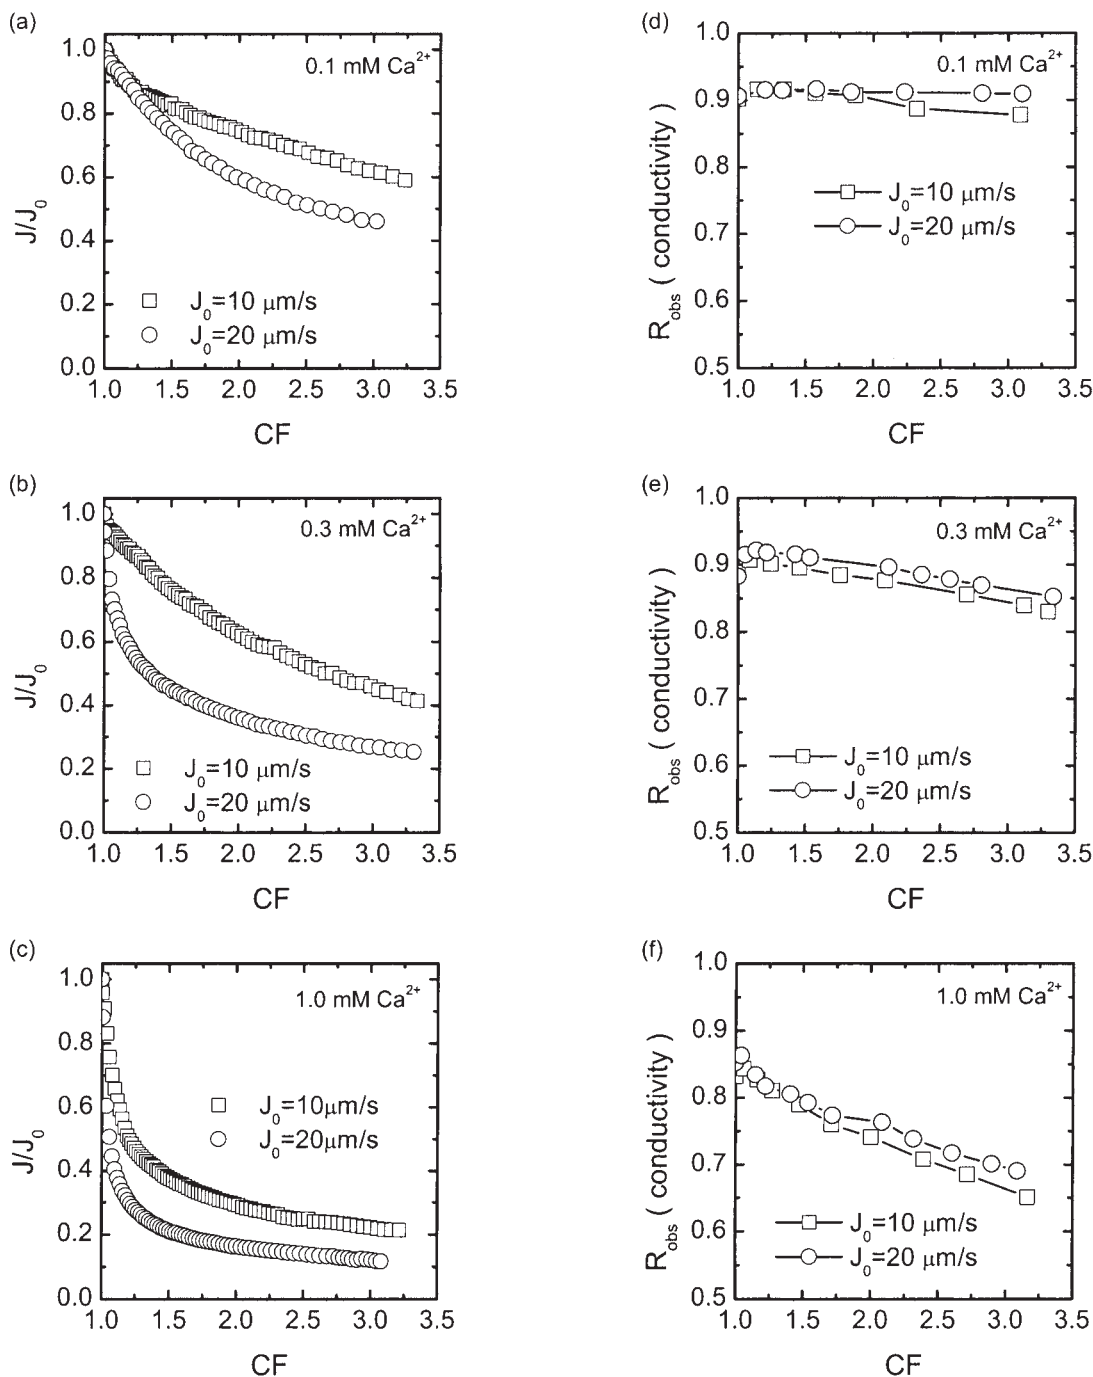 (a)
1.0
0.8
0.6
0.4
0.2
0.0
J/J₀
0.1 mM Ca²⁺
J₀=10 μm/s
J₀=20 μm/s
1.0 1.5 2.0 2.5 3.0 3.5
CF
(d)
1.0
0.9
0.8
0.7
0.6
0.5
R_obs ( conductivity )
0.1 mM Ca²⁺
J₀=10 μm/s
J₀=20 μm/s
1.0 1.5 2.0 2.5 3.0 3.5
CF
(b)
1.0
0.8
0.6
0.4
0.2
0.0
J/J₀
0.3 mM Ca²⁺
J₀=10 μm/s
J₀=20 μm/s
1.0 1.5 2.0 2.5 3.0 3.5
CF
(e)
1.0
0.9
0.8
0.7
0.6
0.5
R_obs ( conductivity )
0.3 mM Ca²⁺
J₀=10 μm/s
J₀=20 μm/s
1.0 1.5 2.0 2.5 3.0 3.5
CF
(c)
1.0
0.8
0.6
0.4
0.2
0.0
J/J₀
1.0 mM Ca²⁺
J₀=10μm/s
J₀=20μm/s
1.0 1.5 2.0 2.5 3.0 3.5
CF
(f)
1.0
0.9
0.8
0.7
0.6
0.5
R_obs ( conductivity )
1.0 mM Ca²⁺
J₀=10 μm/s
J₀=20 μm/s
1.0 1.5 2.0 2.5 3.0 3.5
CF